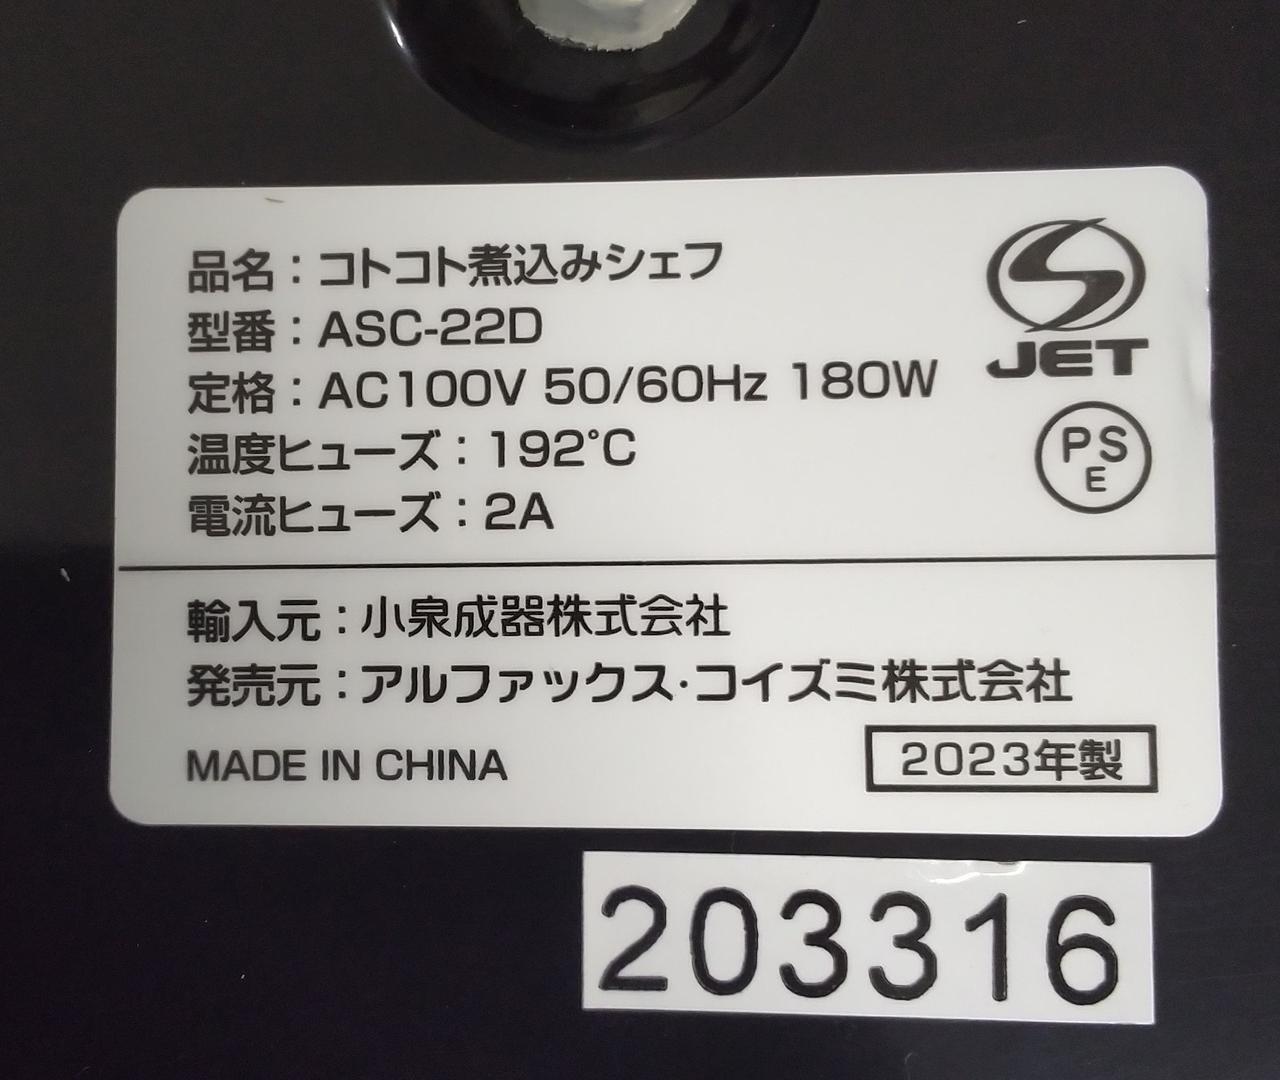 品名：コトコト煮込みシェフ
型番：ASC-22D
定格：AC100V 50/60Hz 180W
温度ヒューズ：192℃
電流ヒューズ：2A
JET
PS
E
輸入元：小泉成器株式会社
発売元：アルファックス・コイズミ株式会社
MADE IN CHINA
2023年製
203316